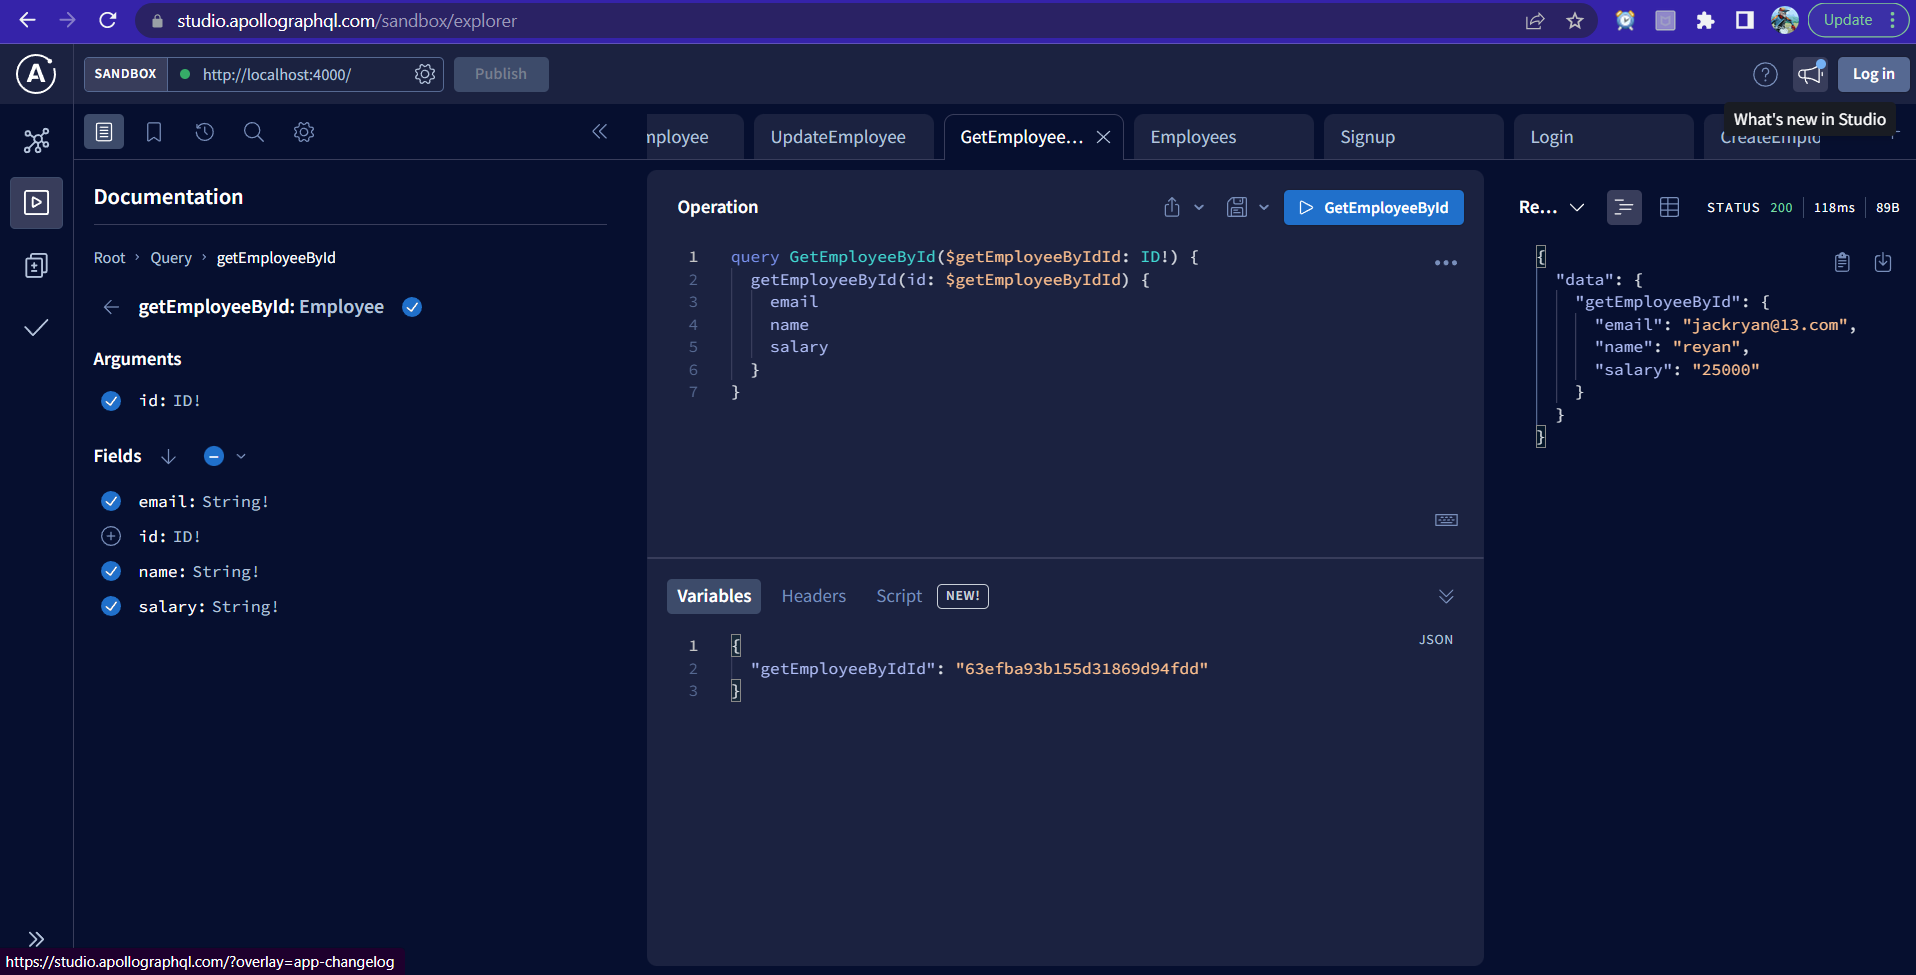 studio.apollographql.com/sandbox/explorer
Update
A
SANDBOX
http://localhost:4000/
Publish
Log in
What's new in Studio
mployee
UpdateEmployee
GetEmployee...
Employees
Signup
Login
CreateEmplo
Documentation
Root › Query › getEmployeeById
getEmployeeById: Employee
Arguments
id: ID!
Fields
email: String!
id: ID!
name: String!
salary: String!
Operation
GetEmployeeById
1 query GetEmployeeById($getEmployeeByIdId: ID!) {
2 getEmployeeById(id: $getEmployeeByIdId) {
3 email
4 name
5 salary
6 }
7 }
Variables
Headers
Script
NEW!
JSON
1 {
2 "getEmployeeByIdId": "63efba93b155d31869d94fdd"
3 }
Re...
STATUS 200
118ms
89B
{
"data": {
"getEmployeeById": {
"email": "jackryan@13.com",
"name": "reyan",
"salary": "25000"
}
}
}
https://studio.apollographql.com/?overlay=app-changelog